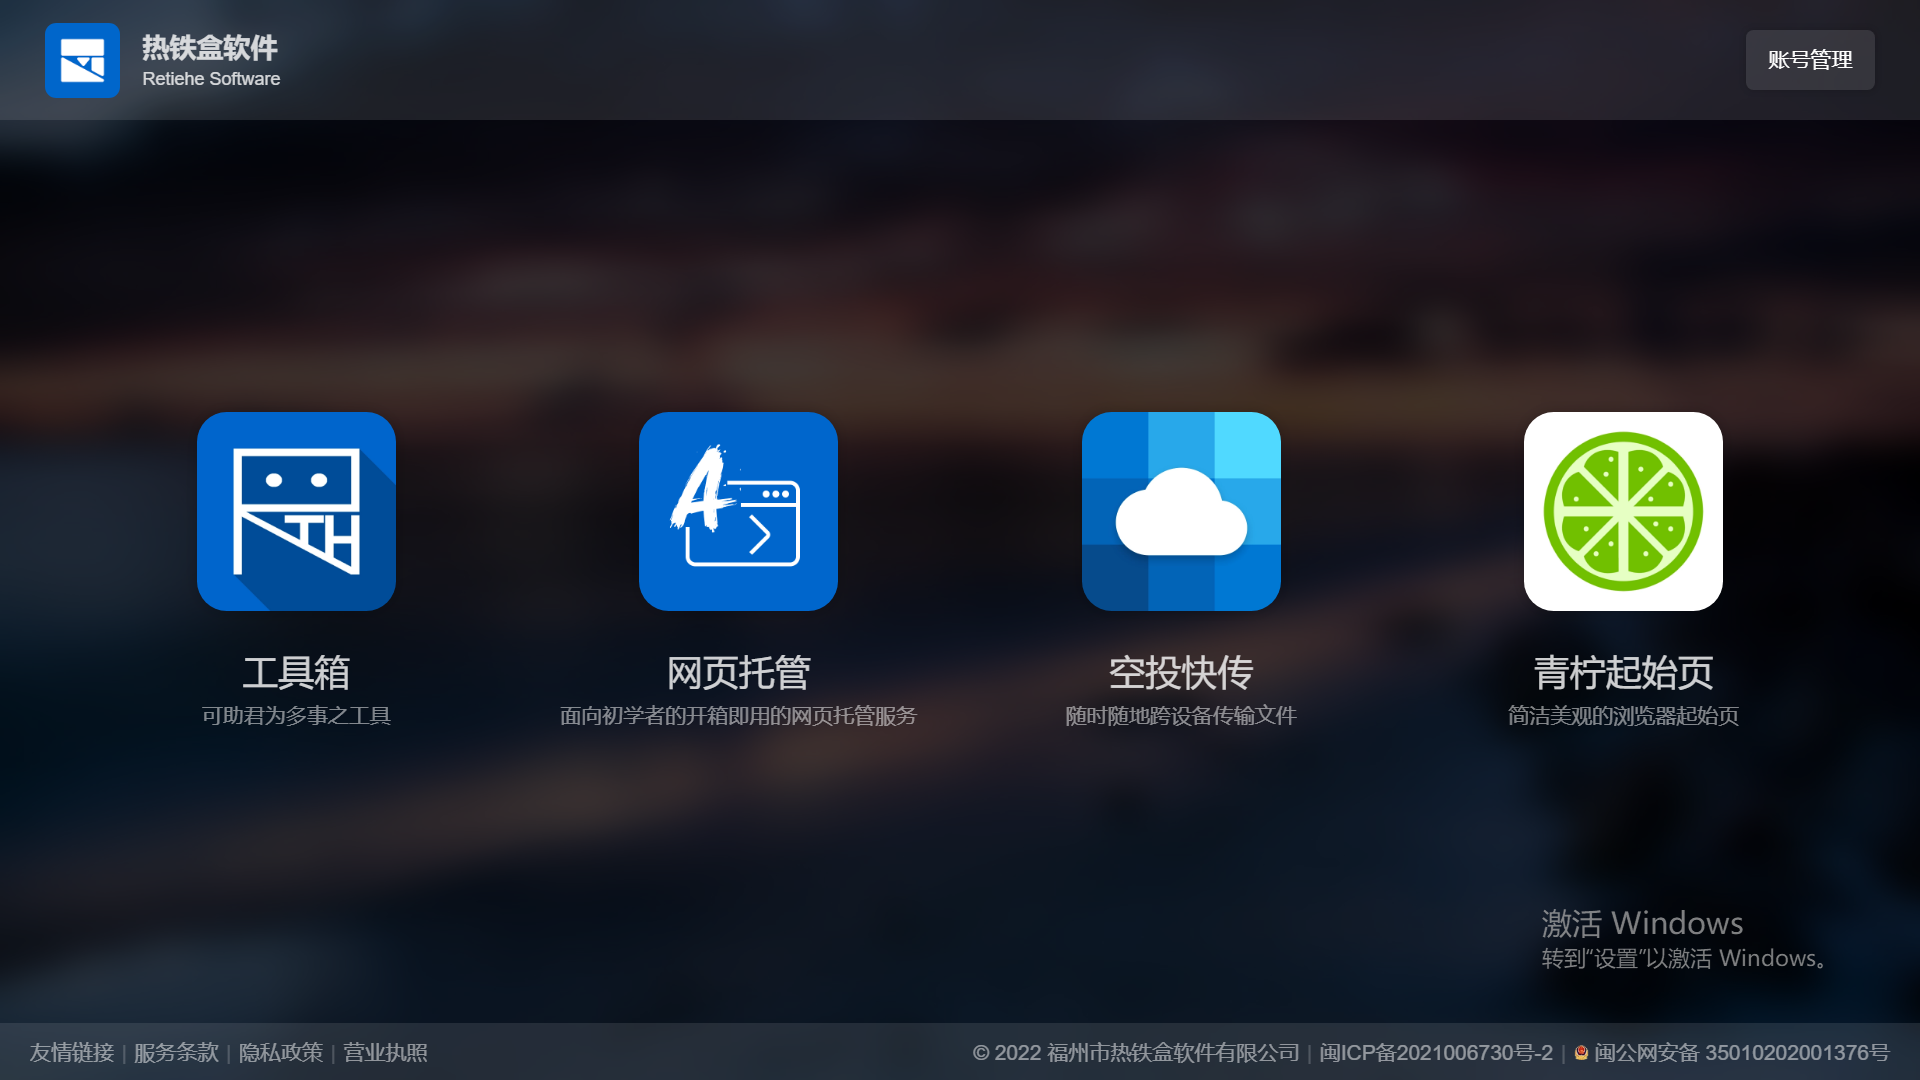 热铁盒软件
Retiehe Software
账号管理
工具箱
可助君为多事之工具
网页托管
面向初学者的开箱即用的网页托管服务
空投快传
随时随地跨设备传输文件
青柠起始页
简洁美观的浏览器起始页
激活 Windows
转到“设置”以激活 Windows。
友情链接 | 服务条款 | 隐私政策 | 营业执照
© 2022 福州市热铁盒软件有限公司 | 闽ICP备2021006730号-2 | 闽公网安备 35010202001376号